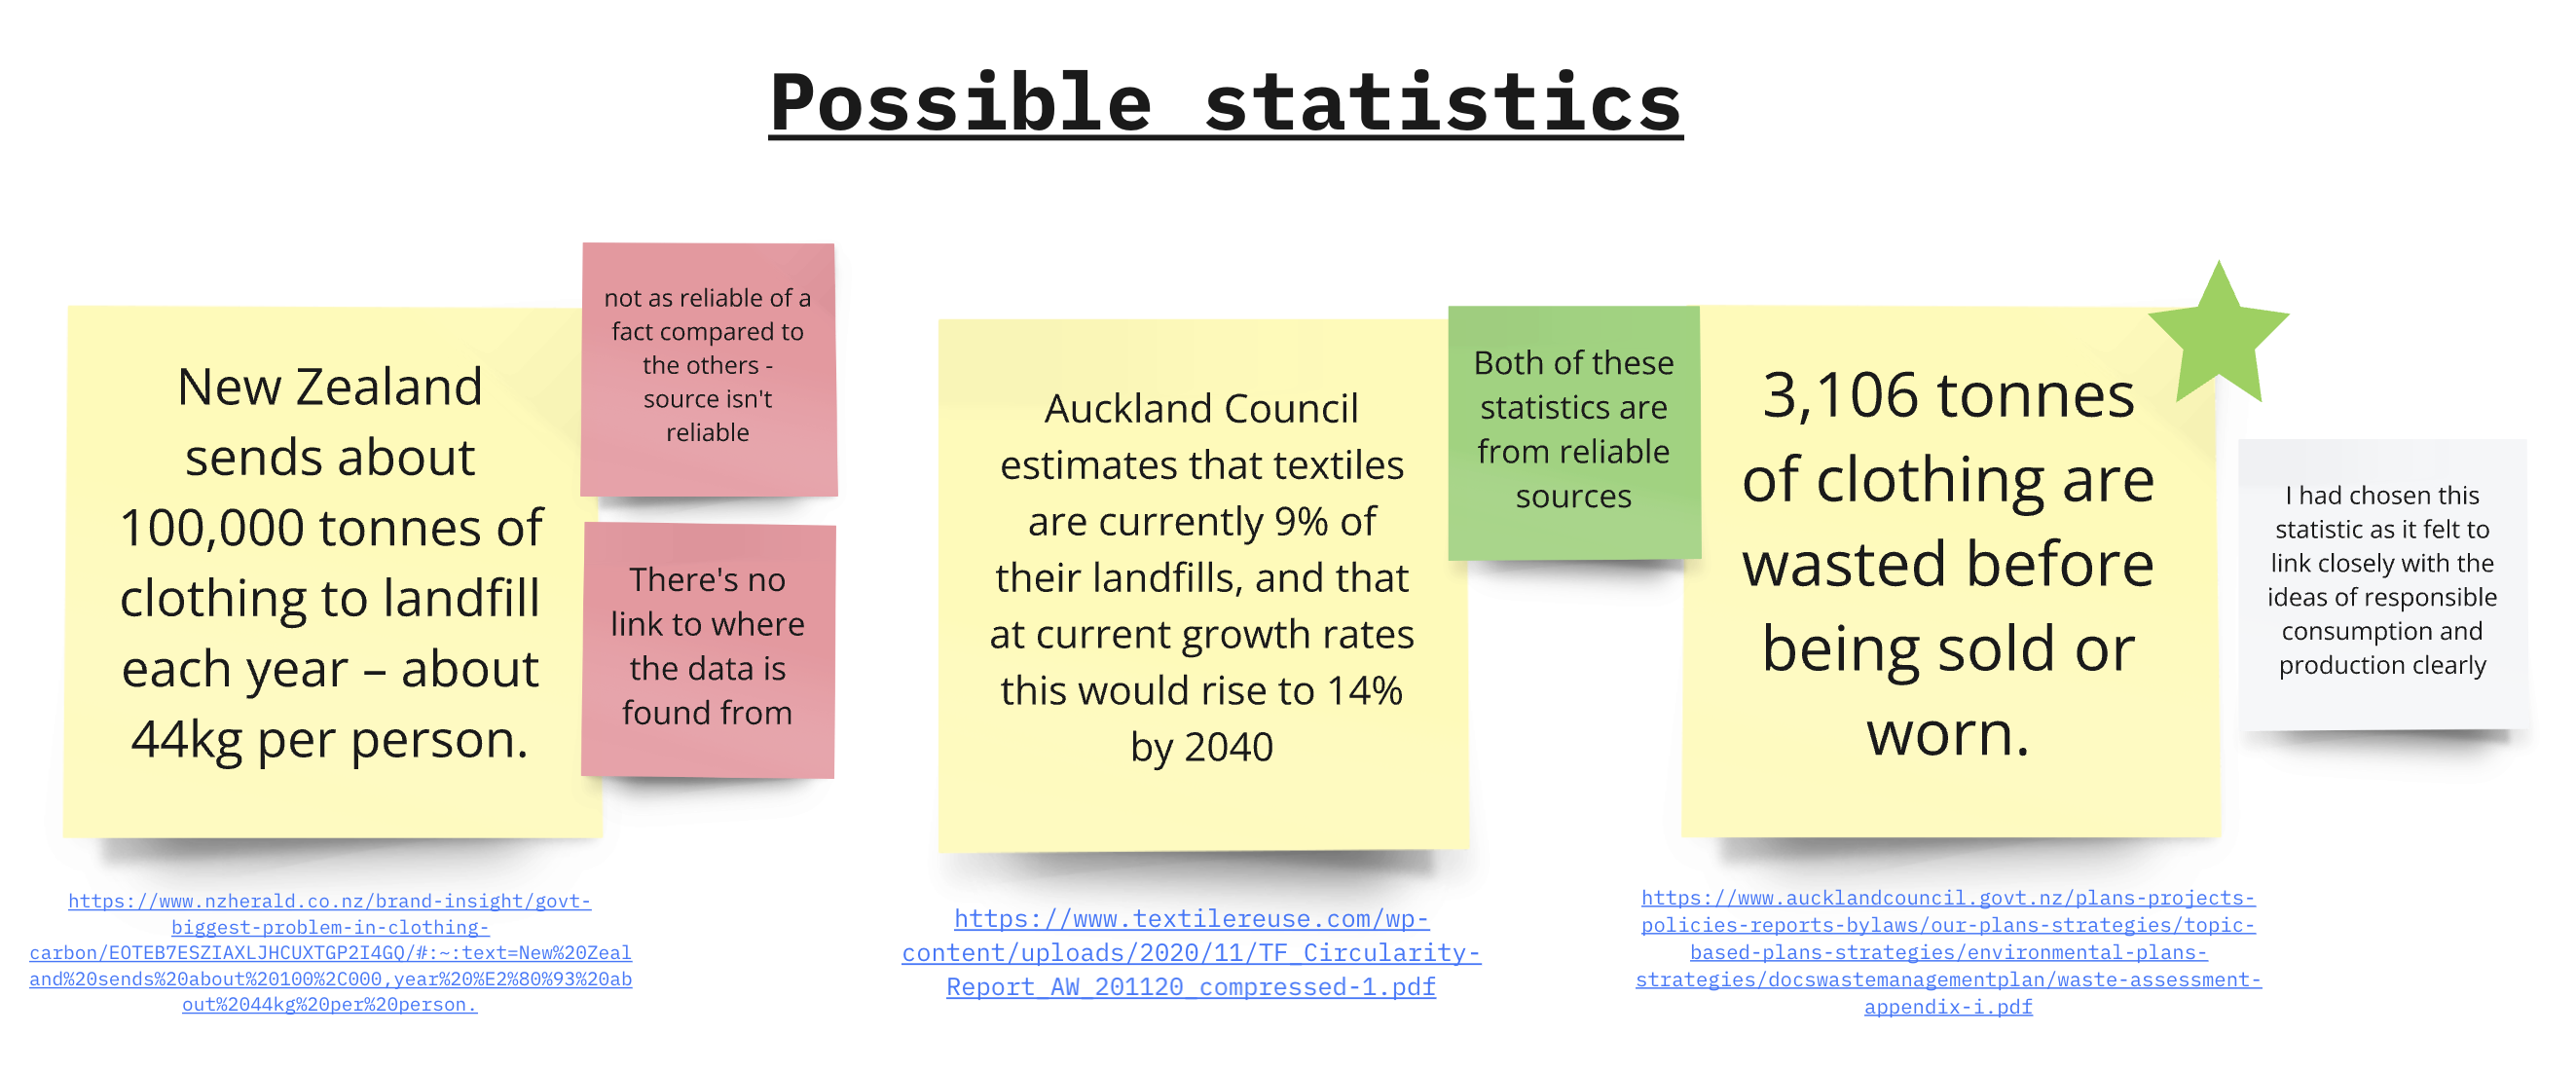 Possible statistics
New Zealand
sends about
100,000 tonnes of
clothing to landfill
each year – about
44kg per person.
not as reliable of a
fact compared to
the others -
source isn't
reliable
There's no
link to where
the data is
found from
https://www.nzherald.co.nz/brand-insight/govt-
biggest-problem-in-clothing-
carbon/EOTEB7ESZIAXLJHCUXTGP2I4GQ/#:~:text=New%20Zeal
and%20sends%20about%20100%2C000,year%20%E2%80%93%20ab
out%2044kg%20per%20person.
Auckland Council
estimates that textiles
are currently 9% of
their landfills, and that
at current growth rates
this would rise to 14%
by 2040
Both of these
statistics are
from reliable
sources
https://www.textilereuse.com/wp-
content/uploads/2020/11/TF_Circularity-
Report_AW_201120_compressed-1.pdf
3,106 tonnes
of clothing are
wasted before
being sold or
worn.
I had chosen this
statistic as it felt to
link closely with the
ideas of responsible
consumption and
production clearly
https://www.aucklandcouncil.govt.nz/plans-projects-
policies-reports-bylaws/our-plans-strategies/topic-
based-plans-strategies/environmental-plans-
strategies/docswastemanagementplan/waste-assessment-
appendix-i.pdf